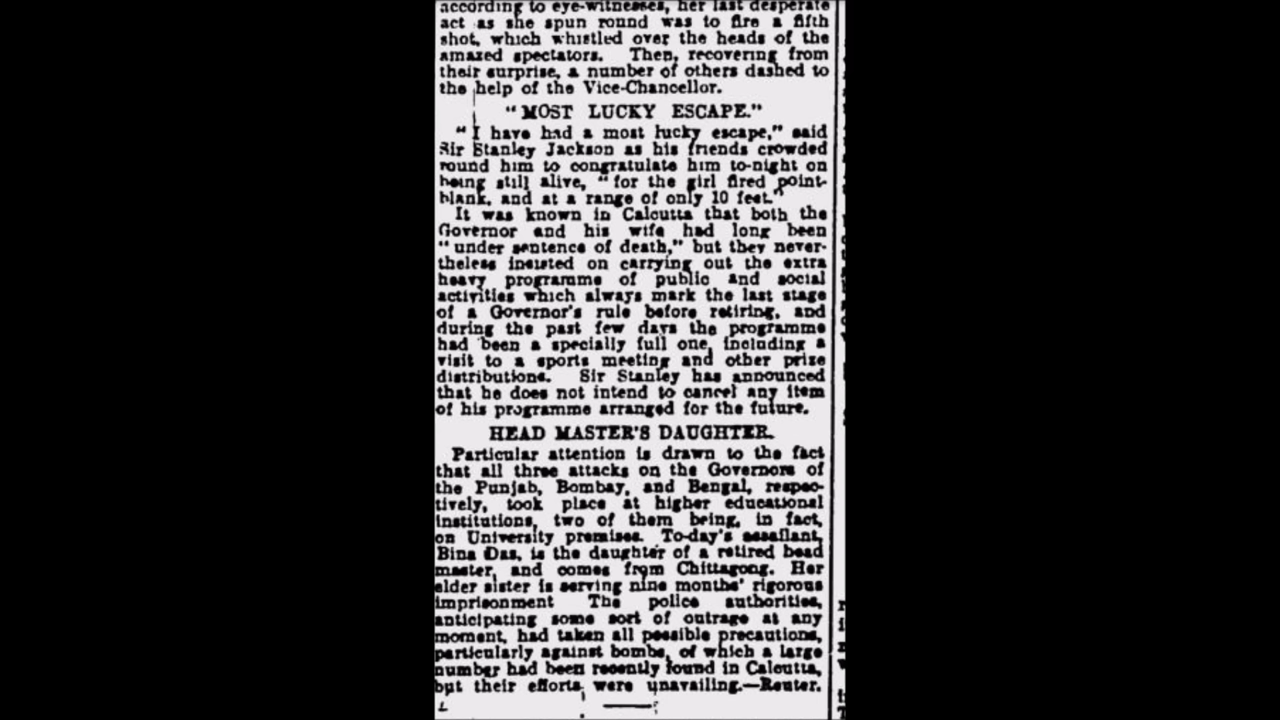 according to eye-witnesses, her last desperate
act as she spun round was to fire a fifth
shot, which whistled over the heads of the
amazed spectators. Then, recovering from
their surprise, a number of others dashed to
the help of the Vice-Chancellor.
"MOST LUCKY ESCAPE."
"I have had a most lucky escape," said
Sir Stanley Jackson as his friends crowded
round him to congratulate him to-night on
being still alive, "for the girl fired point-
blank, and at a range of only 10 feet."
It was known in Calcutta that both the
Governor and his wife had long been
"under sentence of death," but they never-
theless insisted on carrying out the extra
heavy programme of public and social
activities which always mark the last stage
of a Governor's rule before retiring, and
during the past few days the programme
had been a specially full one, including a
visit to a sports meeting and other prize
distributions. Sir Stanley has announced
that he does not intend to cancel any item
of his programme arranged for the future.
HEAD MASTER'S DAUGHTER.
Particular attention is drawn to the fact
that all three attacks on the Governors of
the Punjab, Bombay, and Bengal, respec-
tively, took place at higher educational
institutions, two of them being, in fact,
on University premises. To-day's assailant,
Bina Das, is the daughter of a retired head
master, and comes from Chittagong. Her
elder sister is serving nine months' rigorous
imprisonment The police authorities,
anticipating some sort of outrage at any
moment, had taken all possible precautions,
particularly against bombs, of which a large
number had been recently found in Calcutta,
but their efforts were unavailing.—Reuter.